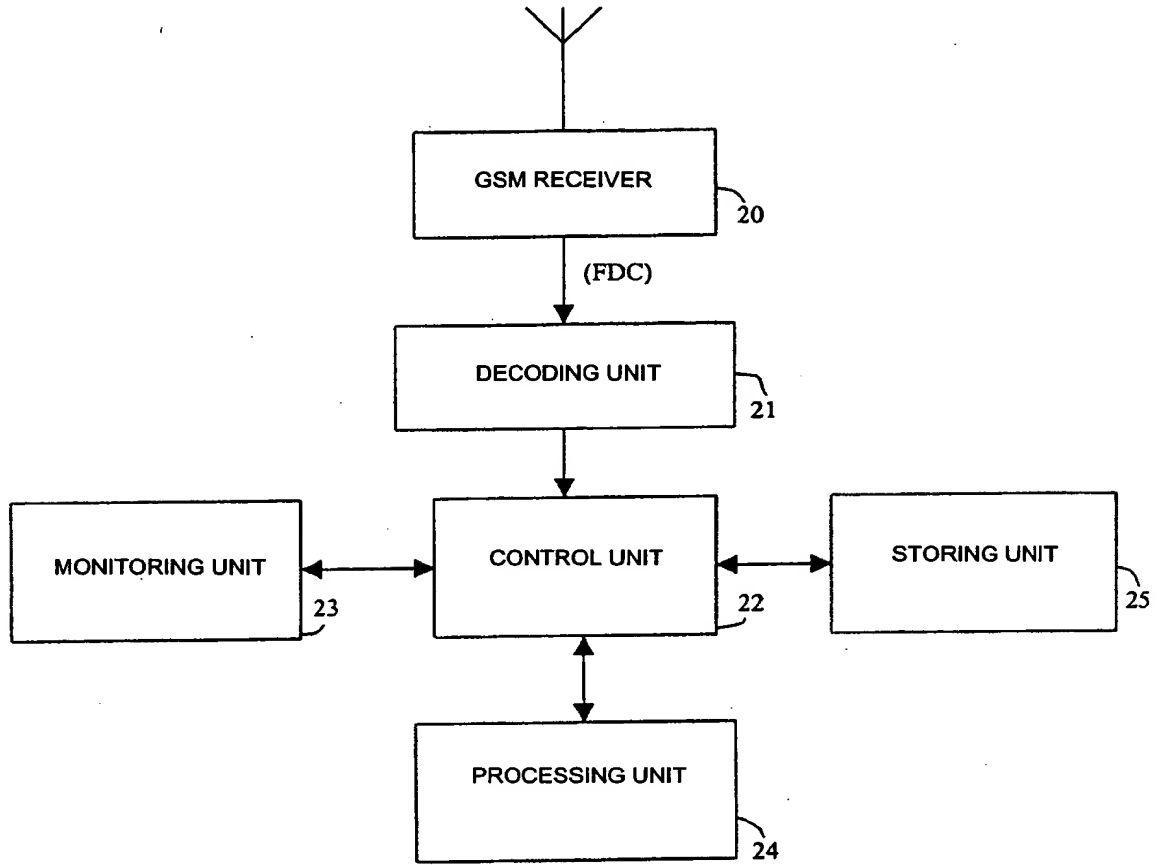 GSM RECEIVER
20
(FDC)
DECODING UNIT
21
MONITORING UNIT
23
CONTROL UNIT
22
STORING UNIT
25
PROCESSING UNIT
24